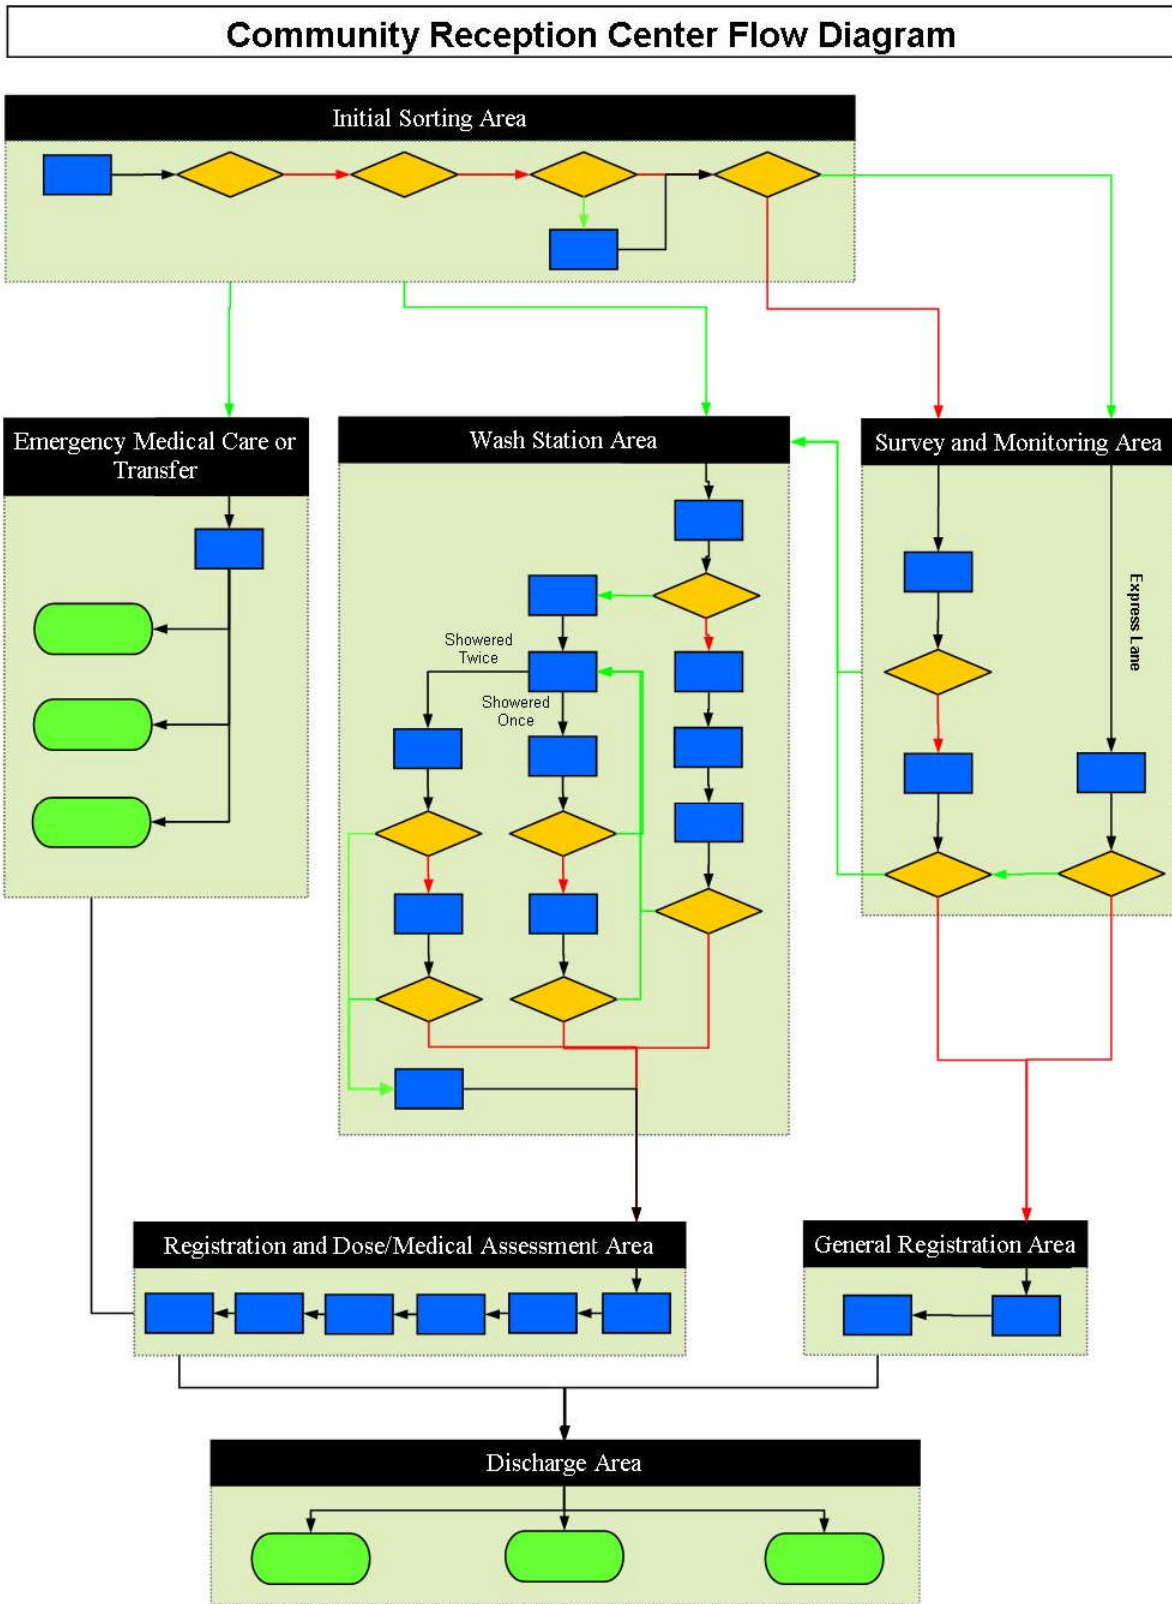 Community Reception Center Flow Diagram
Initial Sorting Area
Emergency Medical Care or
Transfer
Wash Station Area
Survey and Monitoring Area
Express Lane
Showered
Twice
Showered
Once
Registration and Dose/Medical Assessment Area
General Registration Area
Discharge Area